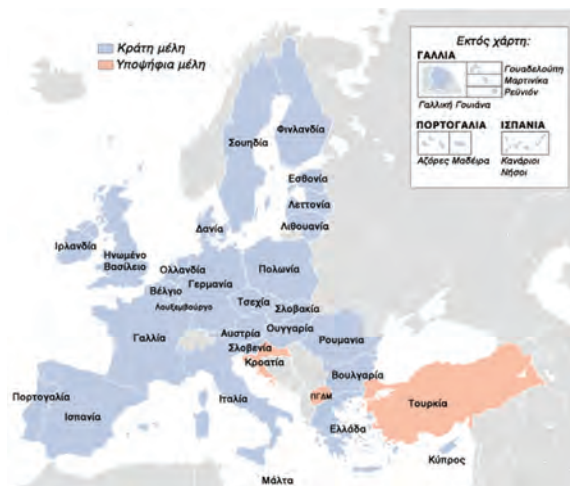 Κράτη μέλη
Υποψήφια μέλη
Εκτός χάρτη:
ΓΑΛΛΙΑ
Γουαδελούπη
Μαρτινίκα
Ρεϋνιόν
Γαλλική Γουιάνα
ΠΟΡΤΟΓΑΛΙΑ
ΙΣΠΑΝΙΑ
Αζόρες Μαδέιρα
Κανάριοι
Νήσοι
Φινλανδία
Σουηδία
Εσθονία
Λεττονία
Λιθουανία
Δανία
Ιρλανδία
Ηνωμένο
Βασίλειο
Ολλανδία
Πολωνία
Γερμανία
Βέλγιο
Λουξεμβούργο
Τσεχία
Σλοβακία
Ουγγαρία
Αυστρία
Γαλλία
Ρουμανια
Σλοβενία
Κροατία
Βουλγαρία
Πορτογαλία
Ισπανία
Ιταλία
ΠΓΔΜ
Τουρκία
Ελλάδα
Κύπρος
Μάλτα